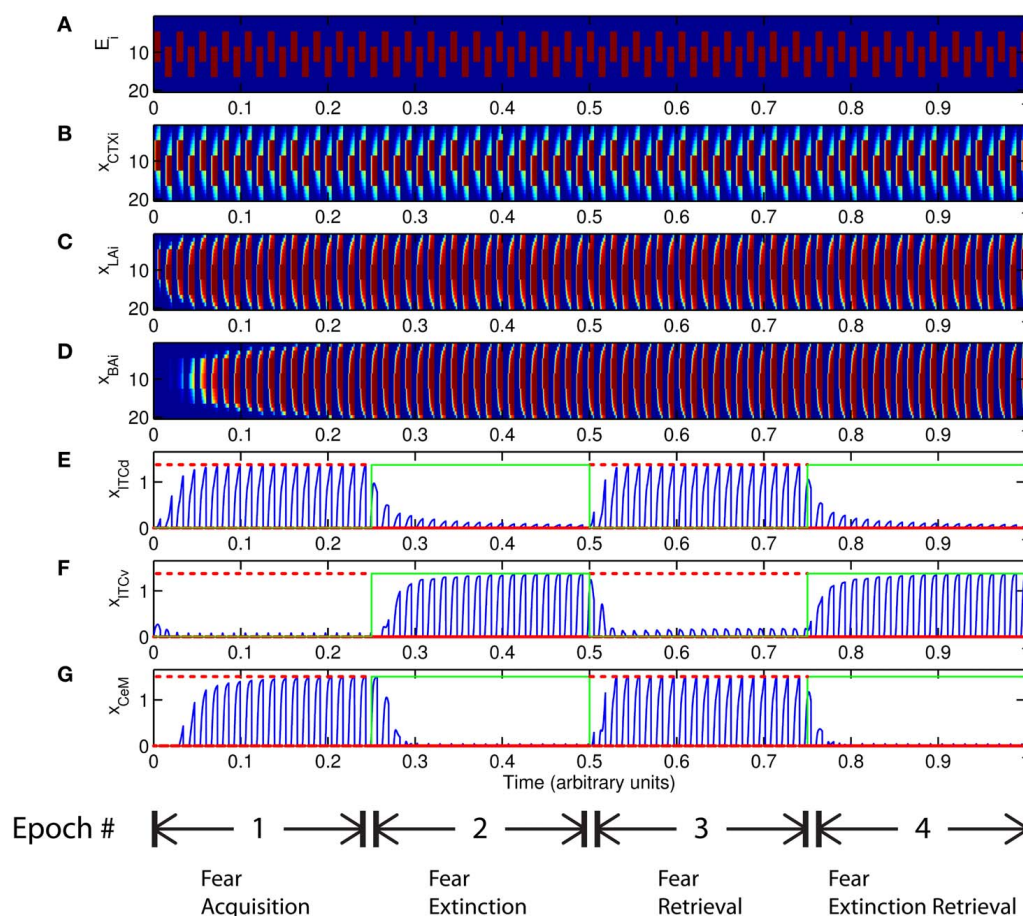 A
E_i
10
20
0 0.1 0.2 0.3 0.4 0.5 0.6 0.7 0.8 0.9
B
x_CTXi
10
20
0 0.1 0.2 0.3 0.4 0.5 0.6 0.7 0.8 0.9
C
x_LAi
10
20
0 0.1 0.2 0.3 0.4 0.5 0.6 0.7 0.8 0.9
D
x_BAi
10
20
0 0.1 0.2 0.3 0.4 0.5 0.6 0.7 0.8 0.9
E
x_ITCd
1
0
0 0.1 0.2 0.3 0.4 0.5 0.6 0.7 0.8 0.9
F
x_ITCv
1
0
0 0.1 0.2 0.3 0.4 0.5 0.6 0.7 0.8 0.9
G
x_CeM
1
0
0 0.1 0.2 0.3 0.4 0.5 0.6 0.7 0.8 0.9
Time (arbitrary units)
Epoch # 1 2 3 4
Fear Fear Fear Fear
Acquisition Extinction Retrieval Extinction Retrieval